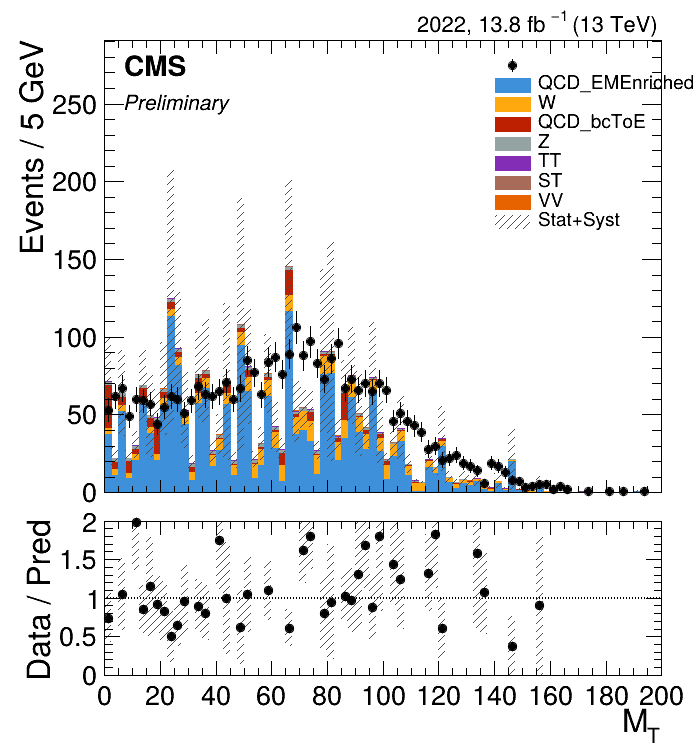 2022, 13.8 fb⁻¹ (13 TeV)
CMS
Preliminary
QCD_EMEnriched
W
QCD_bcToE
Z
TT
ST
VV
Stat+Syst
Events / 5 GeV
250
200
150
100
50
0
Data / Pred
2
1.5
1
0.5
0
0 20 40 60 80 100 120 140 160 180 200
M_T